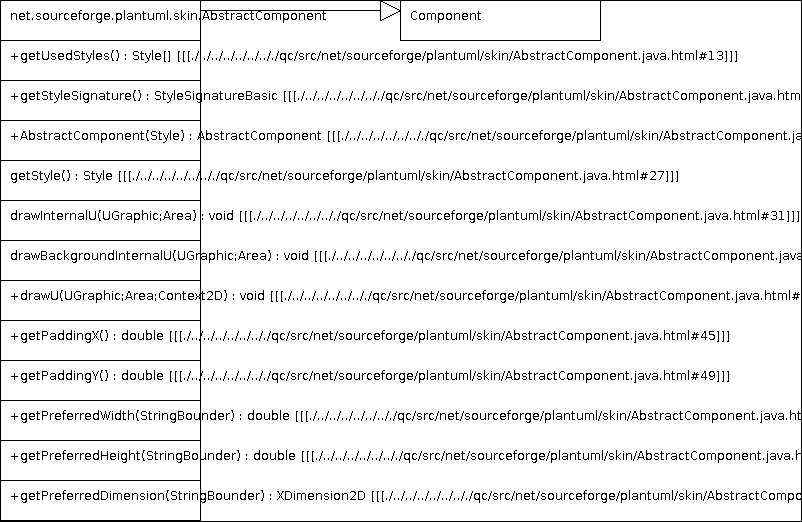 net.sourceforge.plantuml.skin.AbstractComponent
Component
+getUsedStyles() : Style[] [[[./../../../../../../qc/src/net/sourceforge/plantuml/skin/AbstractComponent.java.html#13]]]
+getStyleSignature() : StyleSignatureBasic [[[./../../../../../../qc/src/net/sourceforge/plantuml/skin/AbstractComponent.java.htm
+AbstractComponent(Style) : AbstractComponent [[[./../../../../../../qc/src/net/sourceforge/plantuml/skin/AbstractComponent.ja
getStyle() : Style [[[./../../../../../../qc/src/net/sourceforge/plantuml/skin/AbstractComponent.java.html#27]]]
drawInternalU(UGraphic;Area) : void [[[./../../../../../../qc/src/net/sourceforge/plantuml/skin/AbstractComponent.java.html#31]]]
drawBackgroundInternalU(UGraphic;Area) : void [[[./../../../../../../qc/src/net/sourceforge/plantuml/skin/AbstractComponent.java
+drawU(UGraphic;Area;Context2D) : void [[[./../../../../../../qc/src/net/sourceforge/plantuml/skin/AbstractComponent.java.html#
+getPaddingX() : double [[[./../../../../../../qc/src/net/sourceforge/plantuml/skin/AbstractComponent.java.html#45]]]
+getPaddingY() : double [[[./../../../../../../qc/src/net/sourceforge/plantuml/skin/AbstractComponent.java.html#49]]]
+getPreferredWidth(StringBounder) : double [[[./../../../../../../qc/src/net/sourceforge/plantuml/skin/AbstractComponent.java.ht
+getPreferredHeight(StringBounder) : double [[[./../../../../../../qc/src/net/sourceforge/plantuml/skin/AbstractComponent.java.h
+getPreferredDimension(StringBounder) : XDimension2D [[[./../../../../../../qc/src/net/sourceforge/plantuml/skin/AbstractCompo